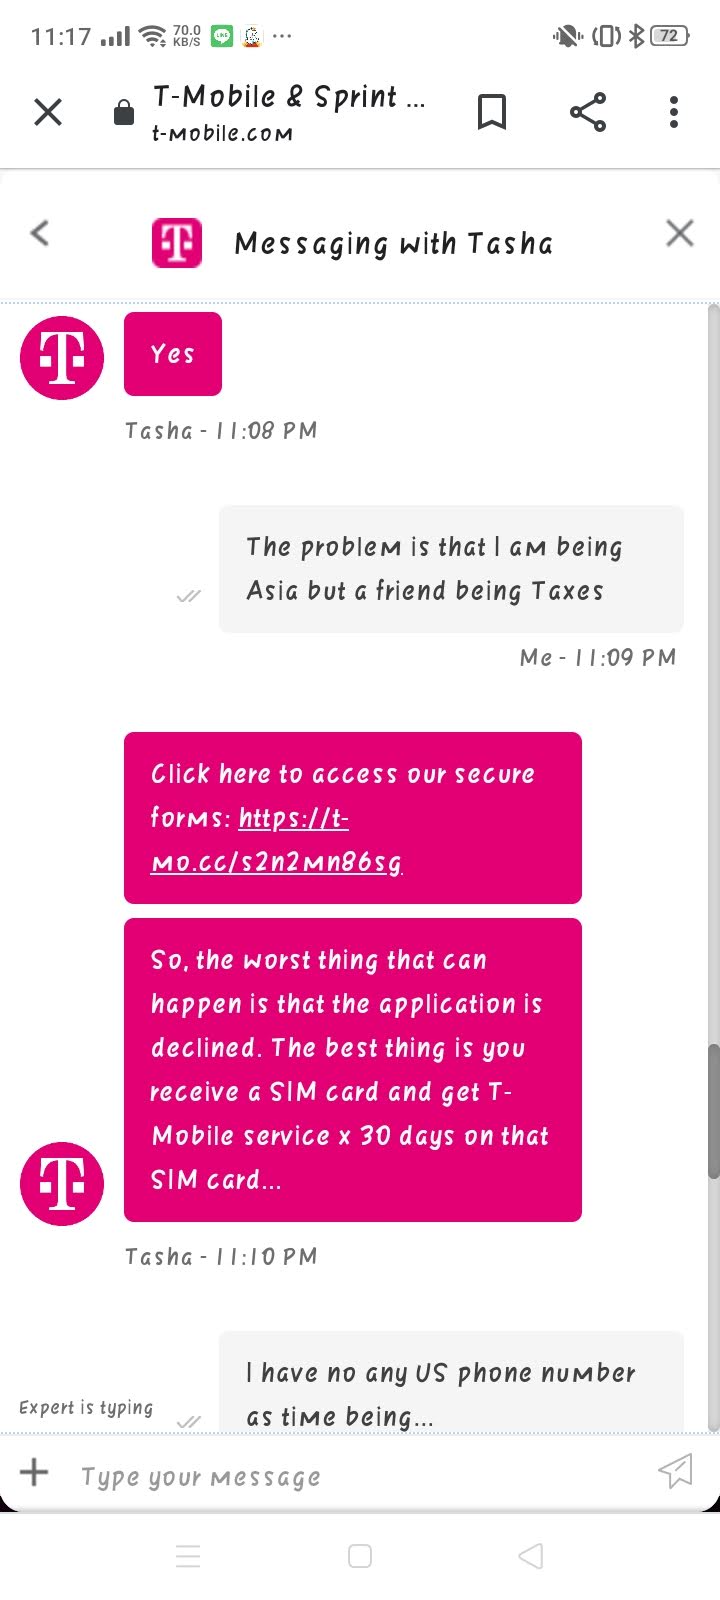 11:17 70.0 KB/S LINE ... 72
T-Mobile & Sprint ...
t-mobile.com
Messaging with Tasha
Yes
Tasha - 11:08 PM
The problem is that I am being
Asia but a friend being Taxes
Me - 11:09 PM
Click here to access our secure
forms: https://t-
mo.cc/s2n2mn86sg
So, the worst thing that can
happen is that the application is
declined. The best thing is you
receive a SIM card and get T-
Mobile service x 30 days on that
SIM card...
Tasha - 11:10 PM
I have no any US phone number
as time being...
Expert is typing
Type your message